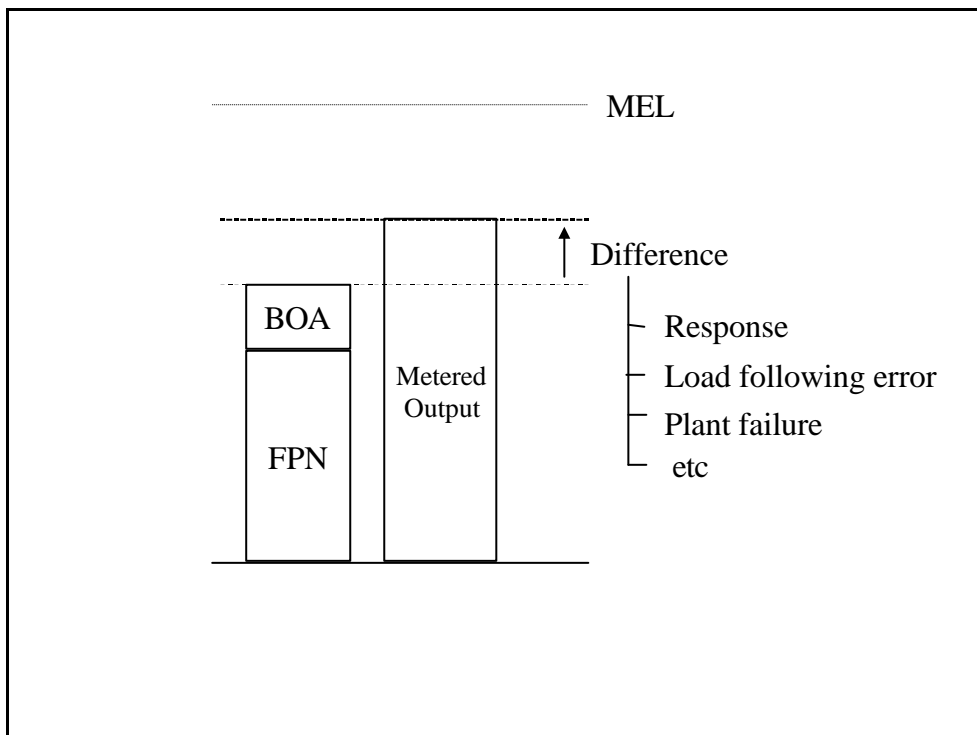 MEL
Difference
BOA
Response
Metered
Output
Load following error
Plant failure
FPN
etc